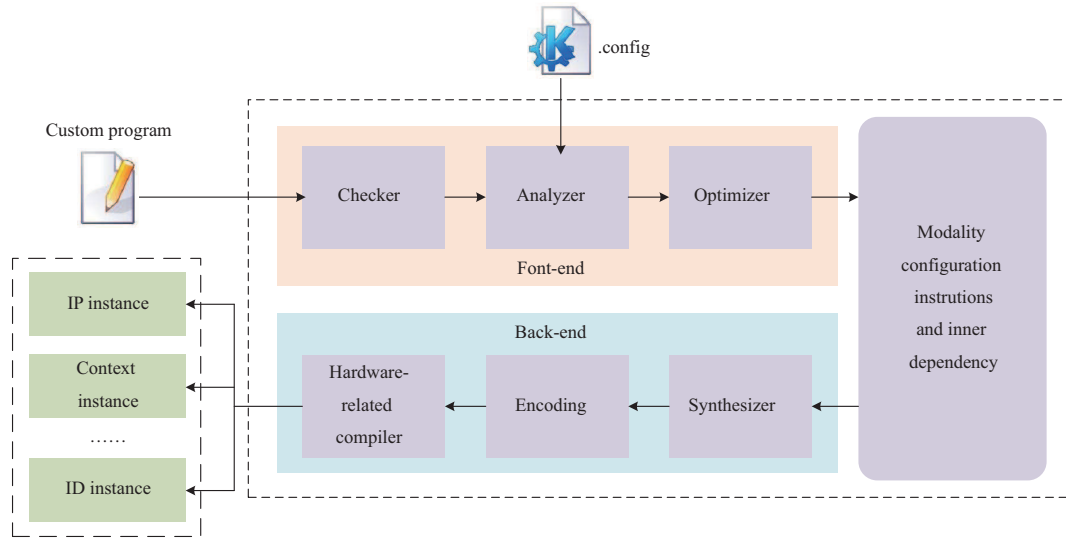 .config
Custom program
Checker
Analyzer
Optimizer
Font-end
Modality
configuration
instrutions
and inner
dependency
IP instance
Context
instance
……
ID instance
Back-end
Hardware-
related
compiler
Encoding
Synthesizer